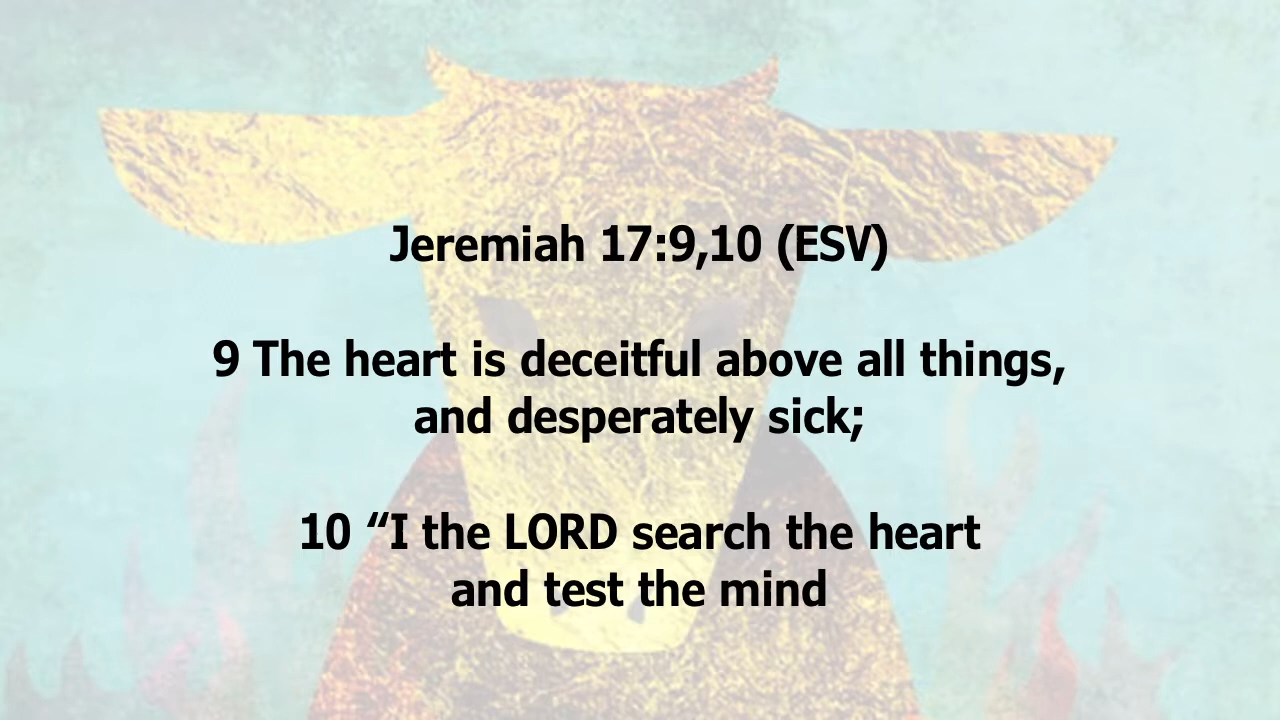 Jeremiah 17:9,10 (ESV)
9 The heart is deceitful above all things,
and desperately sick;
10 “I the LORD search the heart
and test the mind